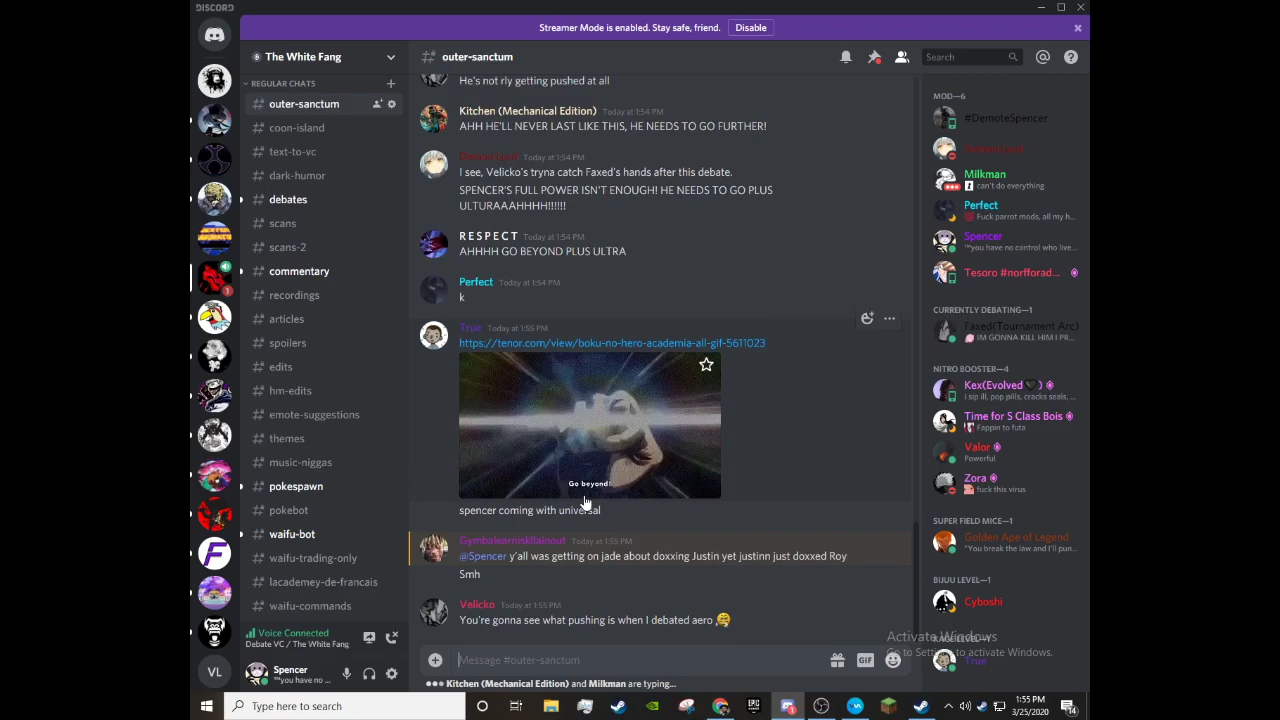 DISCORD
Streamer Mode is enabled. Stay safe, friend. Disable
The White Fang
outer-sanctum
Search
REGULAR CHATS
outer-sanctum
coon-island
text-to-vc
dark-humor
debates
scans
scans-2
commentary
recordings
articles
spoilers
edits
hm-edits
emote-suggestions
themes
music-niggas
pokespawn
pokebot
waifu-bot
waifu-trading-only
lacademey-de-francais
waifu-commands
Voice Connected
Debate VC / The White Fang
Spencer
™you have no ...
VL
He's not rly getting pushed at all
Kitchen (Mechanical Edition) Today at 1:54 PM
AHH HE'LL NEVER LAST LIKE THIS, HE NEEDS TO GO FURTHER!
Today at 1:54 PM
I see, Velicko's tryna catch Faxed's hands after this debate.
SPENCER'S FULL POWER ISN'T ENOUGH! HE NEEDS TO GO PLUS
ULTURAAAHHHH!!!!!!
R E S P E C T Today at 1:54 PM
AHHHH GO BEYOND PLUS ULTRA
Perfect Today at 1:54 PM
k
True Today at 1:55 PM
https://tenor.com/view/boku-no-hero-academia-all-gif-5611023
Go beyond!
spencer coming with universal
Gymbalearniskllainout Today at 1:55 PM
@Spencer y'all was getting on jade about doxxing Justin yet justinn just doxxed Roy
Smh
Velicko Today at 1:55 PM
You're gonna see what pushing is when I debated aero
Message #outer-sanctum
GIF
Kitchen (Mechanical Edition) and Milkman are typing...
MOD—6
#DemoteSpencer
Milkman
can't do everything
Perfect
Fuck parrot mods, all my h...
Spencer
™you have no control who live...
Tesoro #norfforad...
CURRENTLY DEBATING—1
Faxed(Tournament Arc)
IM GONNA KILL HIM I PR...
NITRO BOOSTER—4
Kex(Evolved 🖤)
i sip ill, pop pills, cracks seals, ...
Time for S Class Bois
Fappin to futa
Valor
Powerful
Zora
fuck this virus
SUPER FIELD MICE—1
Golden Ape of Legend
"You break the law and I'll pun...
BIJUU LEVEL—1
Cyboshi
KAGE LEVEL—1
True
Activate Windows
Go to Settings to activate Windows.
Type here to search
1:55 PM
3/25/2020
14